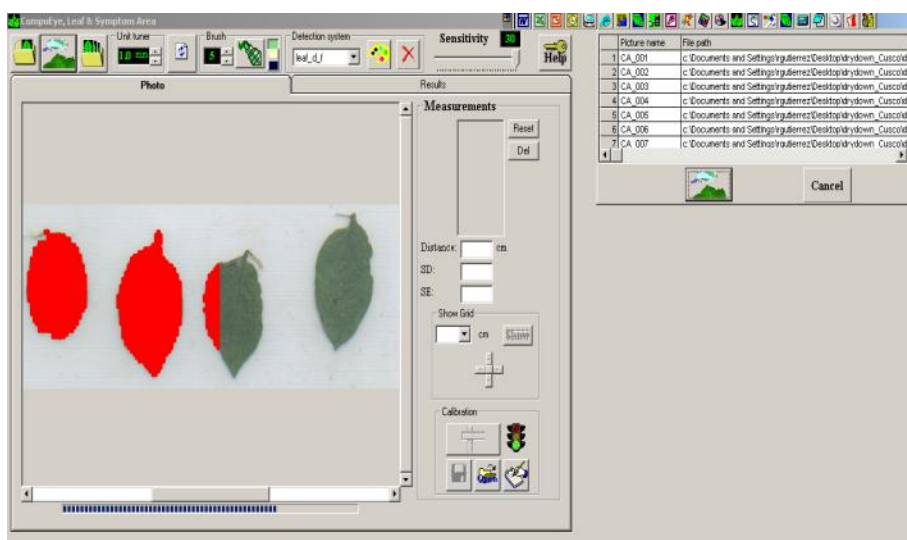 CompuEye, Leaf & Symptom Area
Unit tuner
1.0 mm
Brush
5
Detection system
leaf_d_f
Sensitivity
30
Help
Photo
Results
Measurements
Reset
Del
Distance:
cm
SD:
SE:
Show Grid
cm
Show
Calibration
Open
Picture name File path
1 CA_001 c:\Documents and Settings\rgutierrez\Desktop\drydown_Cusco\d
2 CA_002 c:\Documents and Settings\rgutierrez\Desktop\drydown_Cusco\d
3 CA_003 c:\Documents and Settings\rgutierrez\Desktop\drydown_Cusco\d
4 CA_004 c:\Documents and Settings\rgutierrez\Desktop\drydown_Cusco\d
5 CA_005 c:\Documents and Settings\rgutierrez\Desktop\drydown_Cusco\d
6 CA_006 c:\Documents and Settings\rgutierrez\Desktop\drydown_Cusco\d
7 CA_007 c:\Documents and Settings\rgutierrez\Desktop\drydown_Cusco\d
Cancel